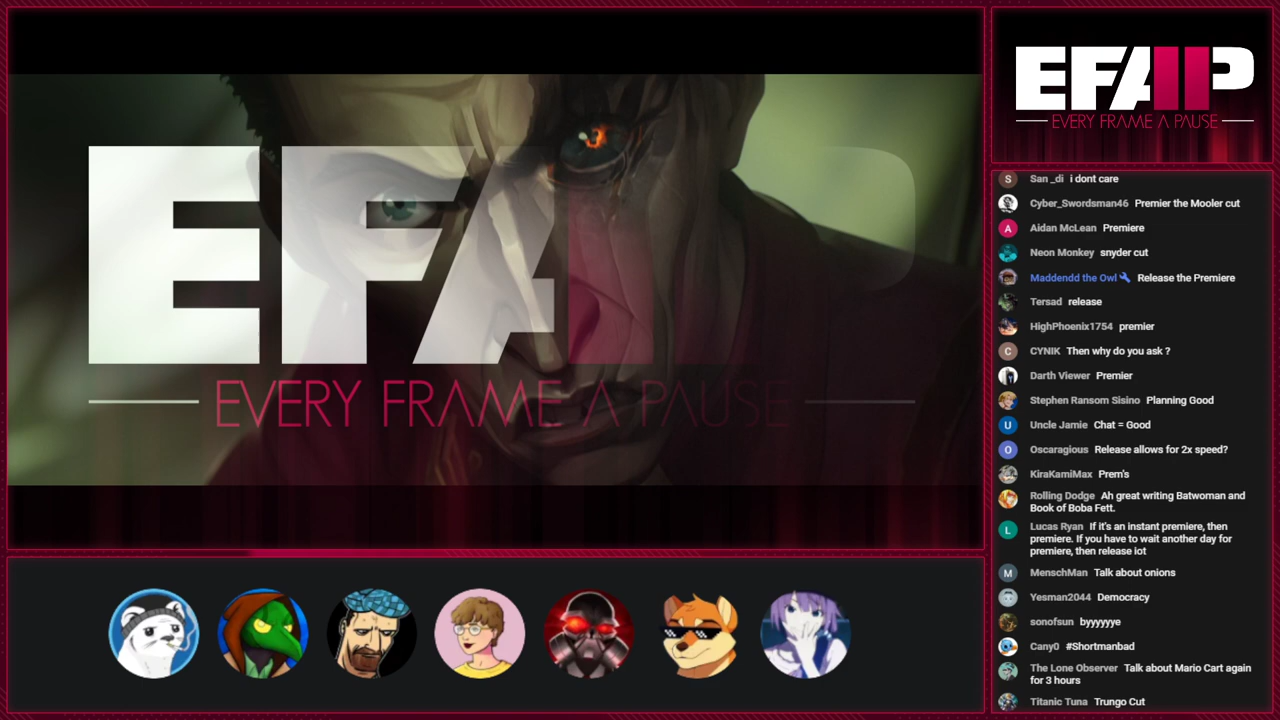 EFAP
EVERY FRAME A PAUSE
EFAP
EVERY FRAME A PAUSE
S San _di i dont care
Cyber_Swordsman46 Premier the Mooler cut
A Aidan McLean Premiere
Neon Monkey snyder cut
Maddendd the Owl Release the Premiere
Tersad release
HighPhoenix1754 premier
C CYNIK Then why do you ask ?
Darth Viewer Premier
Stephen Ransom Sisino Planning Good
U Uncle Jamie Chat = Good
O Oscaragious Release allows for 2x speed?
KiraKamiMax Prem's
Rolling Dodge Ah great writing Batwoman and
Book of Boba Fett.
L Lucas Ryan If it's an instant premiere, then
premiere. If you have to wait another day for
premiere, then release iot
M MenschMan Talk about onions
Yesman2044 Democracy
sonofsun byyyyyye
Cany0 #Shortmanbad
The Lone Observer Talk about Mario Cart again
for 3 hours
Titanic Tuna Trungo Cut